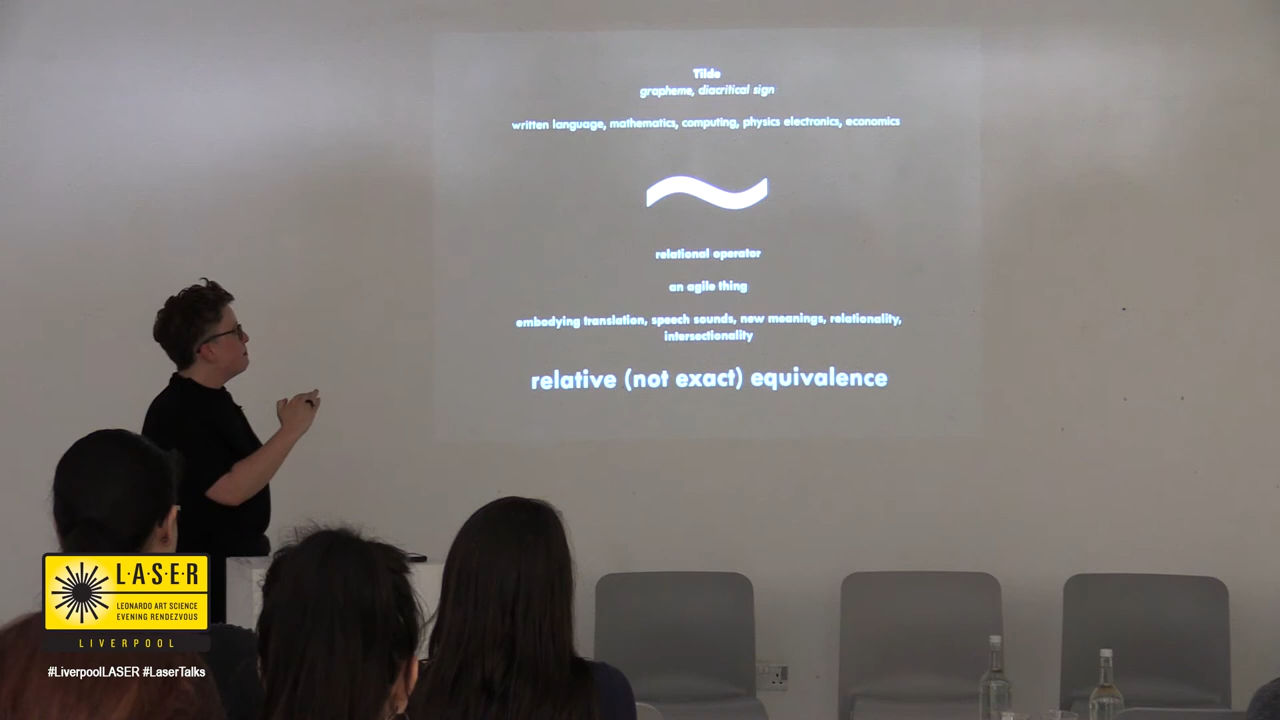 Tilde
grapheme, diacritical sign
written language, mathematics, computing, physics electronics, economics
~
relational operator
an agile thing
embodying translation, speech sounds, new meanings, relationality,
intersectionality
relative (not exact) equivalence
L·A·S·E·R
LEONARDO ART SCIENCE
EVENING RENDEZVOUS
LIVERPOOL
#LiverpoolLASER #LaserTalks